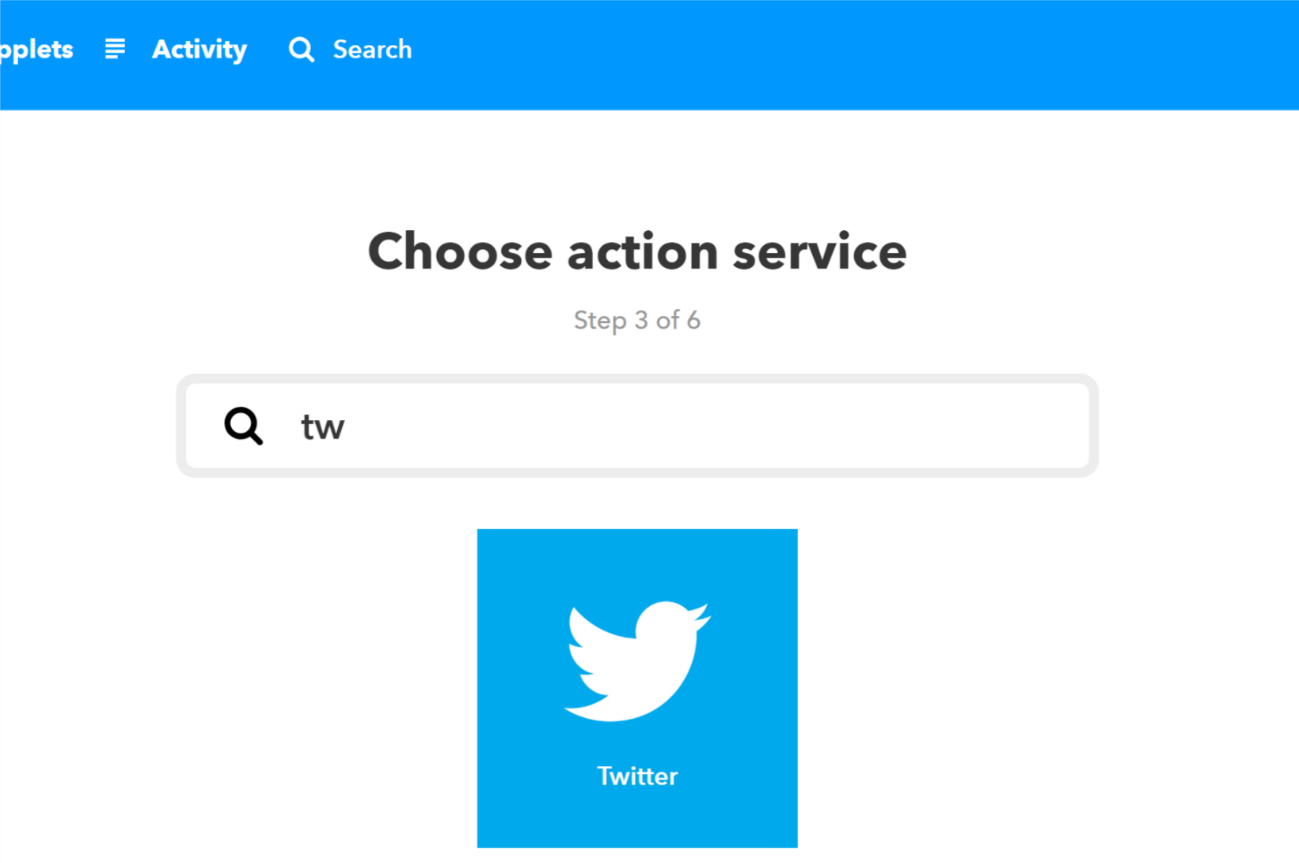 pplets Activity Search
Choose action service
Step 3 of 6
tw
Twitter